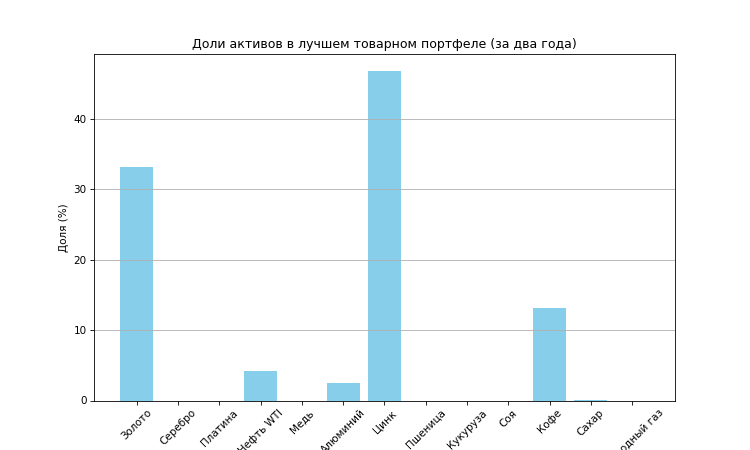 Доли активов в лучшем товарном портфеле (за два года)
Доля (%)
40
30
20
10
0
Золото
Серебро
Платина
Нефть WTI
Медь
Алюминий
Цинк
Пшеница
Кукуруза
Соя
Кофе
Сахар
газ